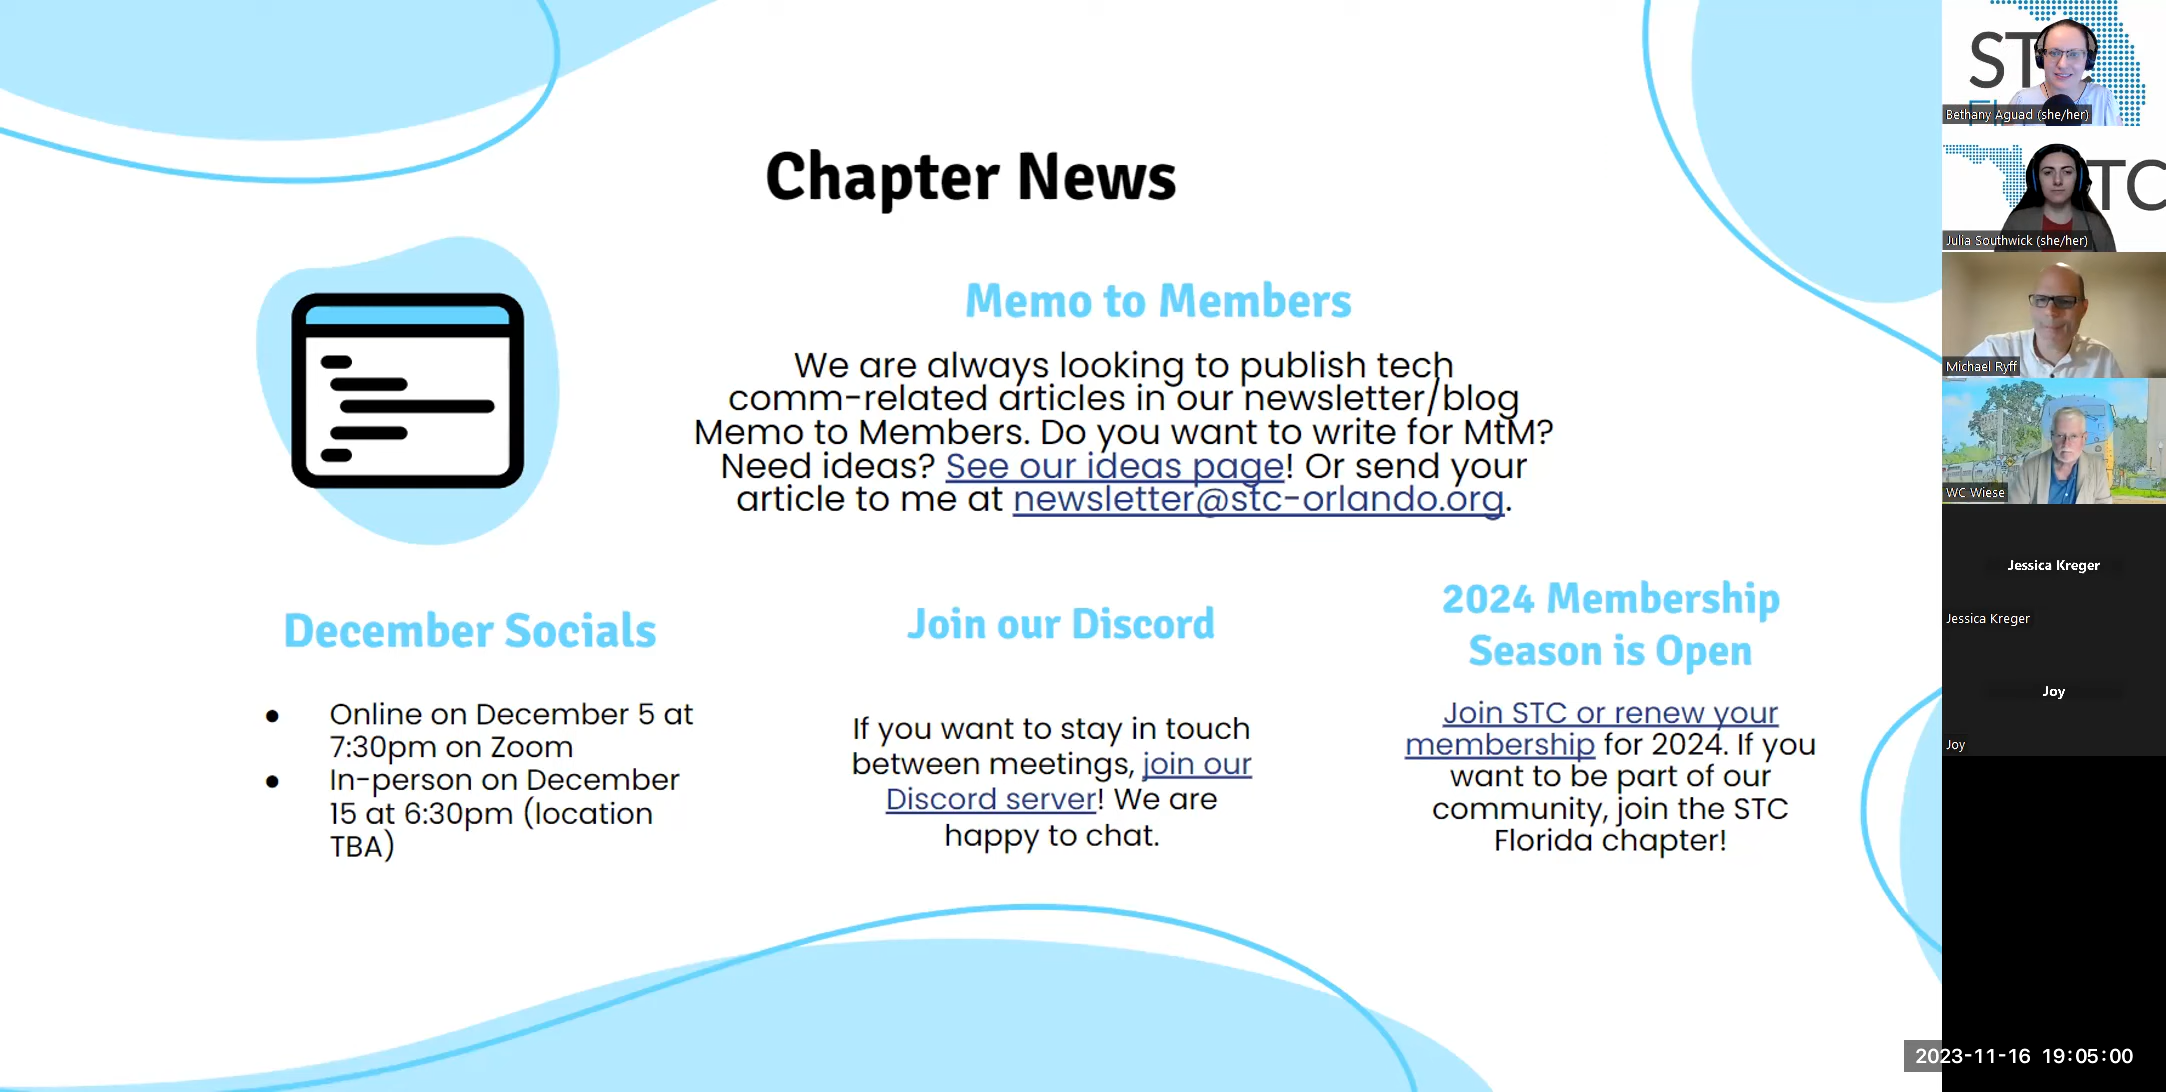 Chapter News
Memo to Members
We are always looking to publish tech
comm-related articles in our newsletter/blog
Memo to Members. Do you want to write for MtM?
Need ideas? See our ideas page! Or send your
article to me at newsletter@stc-orlando.org.
December Socials
● Online on December 5 at
7:30pm on Zoom
● In-person on December
15 at 6:30pm (location
TBA)
Join our Discord
If you want to stay in touch
between meetings, join our
Discord server! We are
happy to chat.
2024 Membership
Season is Open
Join STC or renew your
membership for 2024. If you
want to be part of our
community, join the STC
Florida chapter!
Bethany Aguad (she/her)
TC
Julia Southwick (she/her)
Michael Ryff
WC Wiese
Jessica Kreger
Jessica Kreger
Joy
Joy
2023-11-16 19:05:00